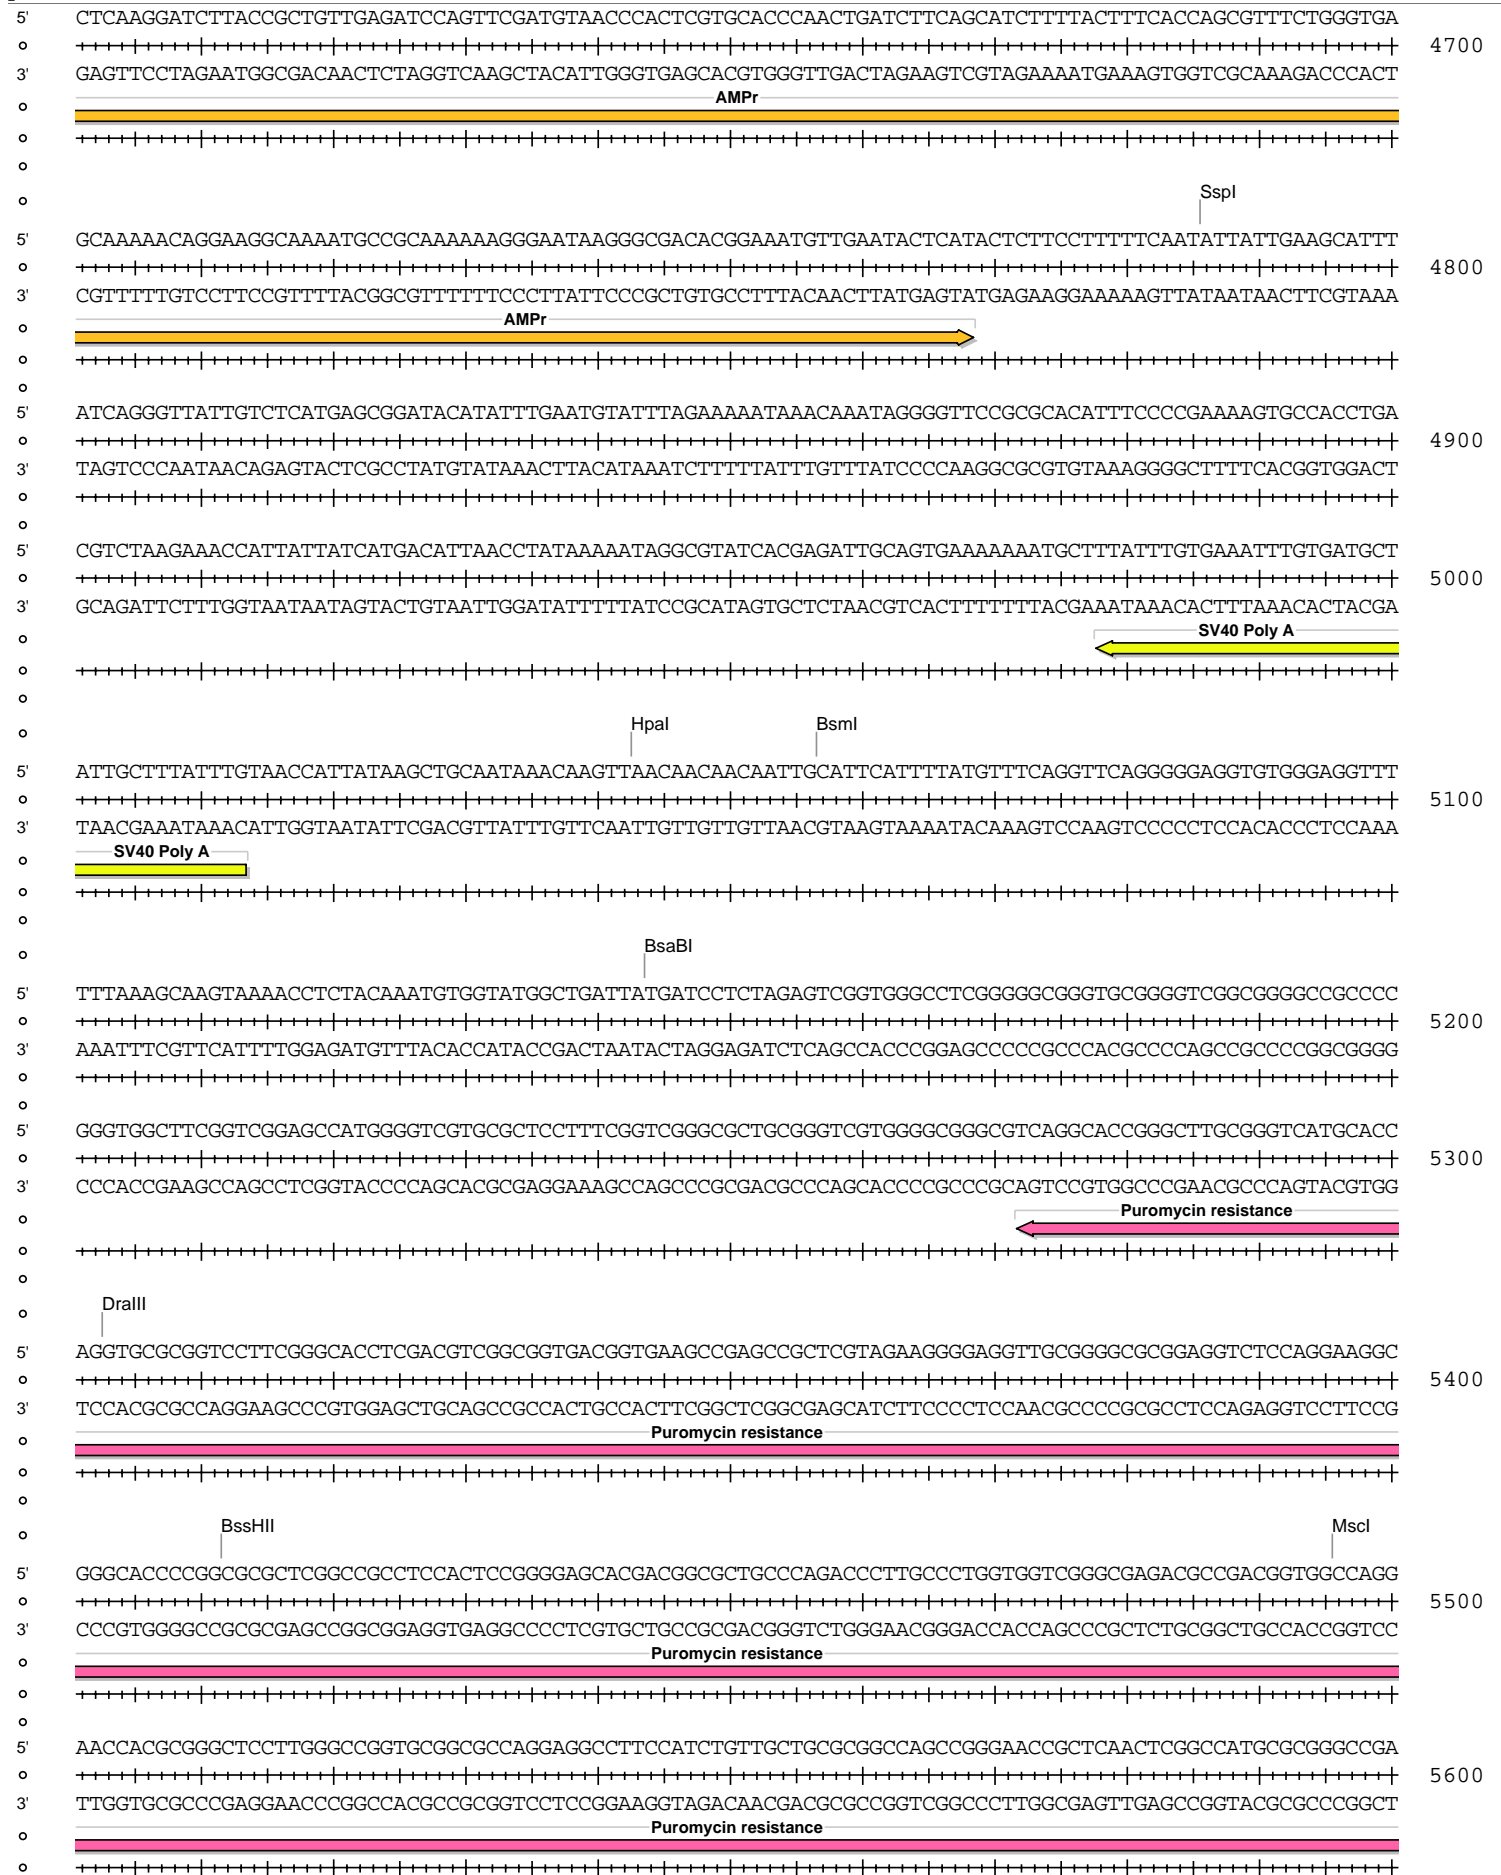 5' CTCAAGGATCTTACCGCTGTTGAGATCCAGTTCGATGTAACCCACTCGTGCACCCAACTGATCTTCAGCATCTTTTACTTTCACCAGCGTTTCTGGGTGA
4700
3' GAGTTCCTAGAATGGCGACAACTCTAGGTCAAGCTACATTGGGTGAGCACGTGGGTTGACTAGAAGTCGTAGAAAATGAAAGTGGTCGCAAAGACCCACT
AMPr
SspI
5' GCAAAAACAGGAAGGCAAAATGCCGCAAAAAAGGGAATAAGGGCGACACGGAAATGTTGAATACTCATACTCTTCCTTTTTCAATATTATTGAAGCATTT
4800
3' CGTTTTTGTCCTTCCGTTTTACGGCGTTTTTTCCCTTATTCCCGCTGTGCCTTTACAACTTATGAGTATGAGAAGGAAAAAGTTATAATAACTTCGTAAA
AMPr
5' ATCAGGGTTATTGTCTCATGAGCGGATACATATTTGAATGTATTTAGAAAAATAAACAAATAGGGGTTCCGCGCACATTTCCCCGAAAAGTGCCACCTGA
4900
3' TAGTCCCAATAACAGAGTACTCGCCTATGTATAAACTTACATAAATCTTTTTATTTGTTTATCCCCAAGGCGCGTGTAAAGGGGCTTTTCACGGTGGACT
5' CGTCTAAGAAACCATTATTATCATGACATTAACCTATAAAAATAGGCGTATCACGAGATTGCAGTGAAAAAAATGCTTTATTTGTGAAATTTGTGATGCT
5000
3' GCAGATTCTTTGGTAATAATAGTACTGTAATTGGATATTTTTATCCGCATAGTGCTCTAACGTCACTTTTTTTACGAAATAAACACTTTAAACACTACGA
SV40 Poly A
HpaI BsmI
5' ATTGCTTTATTTGTAACCATTATAAGCTGCAATAAACAAGTTAACAACAACAATTGCATTCATTTTATGTTTCAGGTTCAGGGGGAGGTGTGGGAGGTTT
5100
3' TAACGAAATAAACATTGGTAATATTCGACGTTATTTGTTCAATTGTTGTTGTTAACGTAAGTAAAATACAAAGTCCAAGTCCCCCTCCACACCCTCCAAA
SV40 Poly A
BsaBI
5' TTTAAAGCAAGTAAAACCTCTACAAATGTGGTATGGCTGATTATGATCCTCTAGAGTCGGTGGGCCTCGGGGGCGGGTGCGGGGTCGGCGGGGCCGCCCC
5200
3' AAATTTCGTTCATTTTGGAGATGTTTACACCATACCGACTAATACTAGGAGATCTCAGCCACCCGGAGCCCCCGCCCACGCCCCAGCCGCCCCGGCGGGG
5' GGGTGGCTTCGGTCGGAGCCATGGGGTCGTGCGCTCCTTTCGGTCGGGCGCTGCGGGTCGTGGGGCGGGCGTCAGGCACCGGGCTTGCGGGTCATGCACC
5300
3' CCCACCGAAGCCAGCCTCGGTACCCCAGCACGCGAGGAAAGCCAGCCCGCGACGCCCAGCACCCCGCCCGCAGTCCGTGGCCCGAACGCCCAGTACGTGG
Puromycin resistance
DraIII
5' AGGTGCGCGGTCCTTCGGGCACCTCGACGTCGGCGGTGACGGTGAAGCCGAGCCGCTCGTAGAAGGGGAGGTTGCGGGGCGCGGAGGTCTCCAGGAAGGC
5400
3' TCCACGCGCCAGGAAGCCCGTGGAGCTGCAGCCGCCACTGCCACTTCGGCTCGGCGAGCATCTTCCCCTCCAACGCCCCGCGCCTCCAGAGGTCCTTCCG
Puromycin resistance
BssHII MscI
5' GGGCACCCCGGCGCGCTCGGCCGCCTCCACTCCGGGGAGCACGACGGCGCTGCCCAGACCCTTGCCCTGGTGGTCGGGCGAGACGCCGACGGTGGCCAGG
5500
3' CCCGTGGGGCCGCGCGAGCCGGCGGAGGTGAGGCCCCTCGTGCTGCCGCGACGGGTCTGGGAACGGGACCACCAGCCCGCTCTGCGGCTGCCACCGGTCC
Puromycin resistance
5' AACCACGCGGGCTCCTTGGGCCGGTGCGGCGCCAGGAGGCCTTCCATCTGTTGCTGCGCGGCCAGCCGGGAACCGCTCAACTCGGCCATGCGCGGGCCGA
5600
3' TTGGTGCGCCCGAGGAACCCGGCCACGCCGCGGTCCTCCGGAAGGTAGACAACGACGCGCCGGTCGGCCCTTGGCGAGTTGAGCCGGTACGCGCCCGGCT
Puromycin resistance